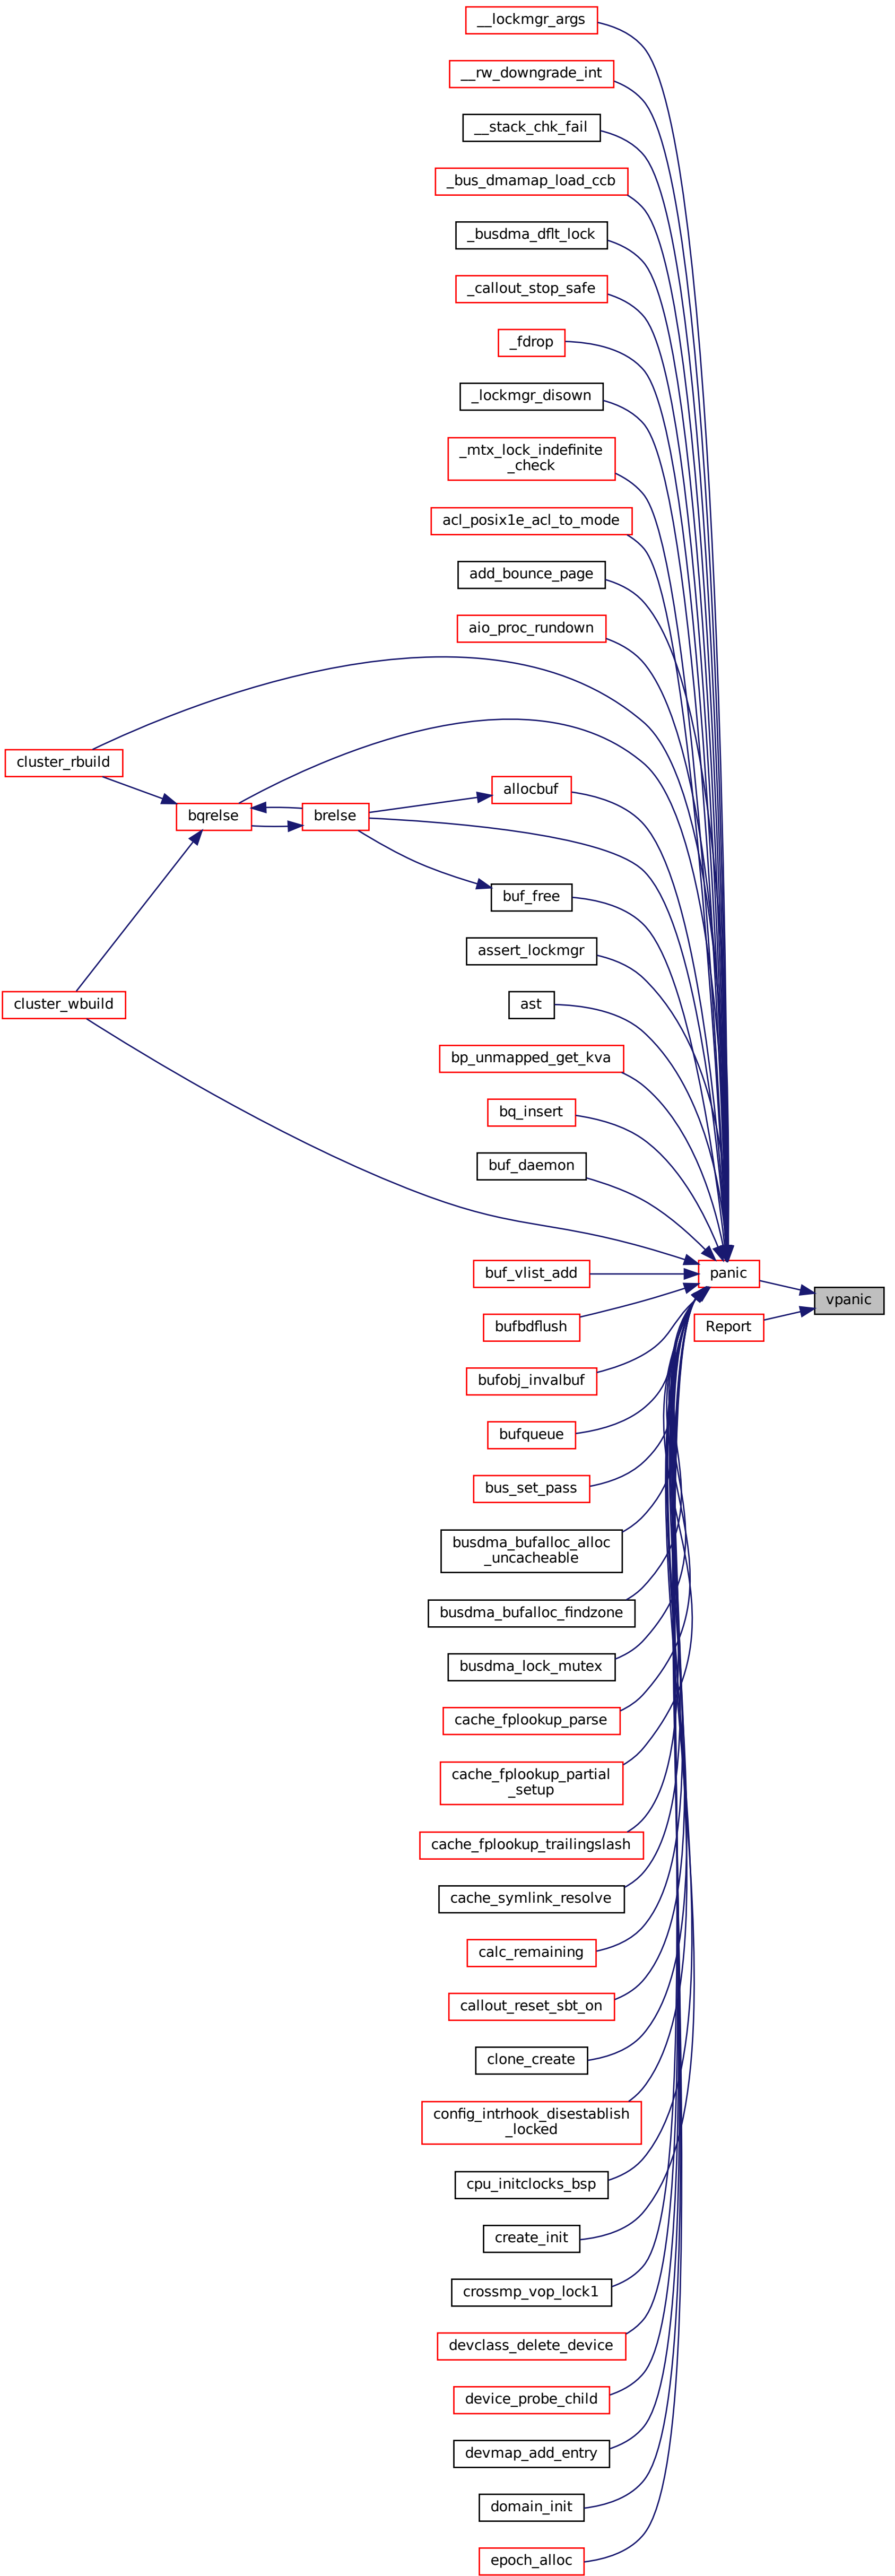 __lockmgr_args
__rw_downgrade_int
__stack_chk_fail
_bus_dmamap_load_ccb
_busdma_dflt_lock
_callout_stop_safe
_fdrop
_lockmgr_disown
_mtx_lock_indefinite
_check
acl_posix1e_acl_to_mode
add_bounce_page
aio_proc_rundown
cluster_rbuild
allocbuf
bqrelse
brelse
buf_free
assert_lockmgr
cluster_wbuild
ast
bp_unmapped_get_kva
bq_insert
buf_daemon
buf_vlist_add
panic
vpanic
bufbdflush
Report
bufobj_invalbuf
bufqueue
bus_set_pass
busdma_bufalloc_alloc
_uncacheable
busdma_bufalloc_findzone
busdma_lock_mutex
cache_fplookup_parse
cache_fplookup_partial
_setup
cache_fplookup_trailingslash
cache_symlink_resolve
calc_remaining
callout_reset_sbt_on
clone_create
config_intrhook_disestablish
_locked
cpu_initclocks_bsp
create_init
crossmp_vop_lock1
devclass_delete_device
device_probe_child
devmap_add_entry
domain_init
epoch_alloc